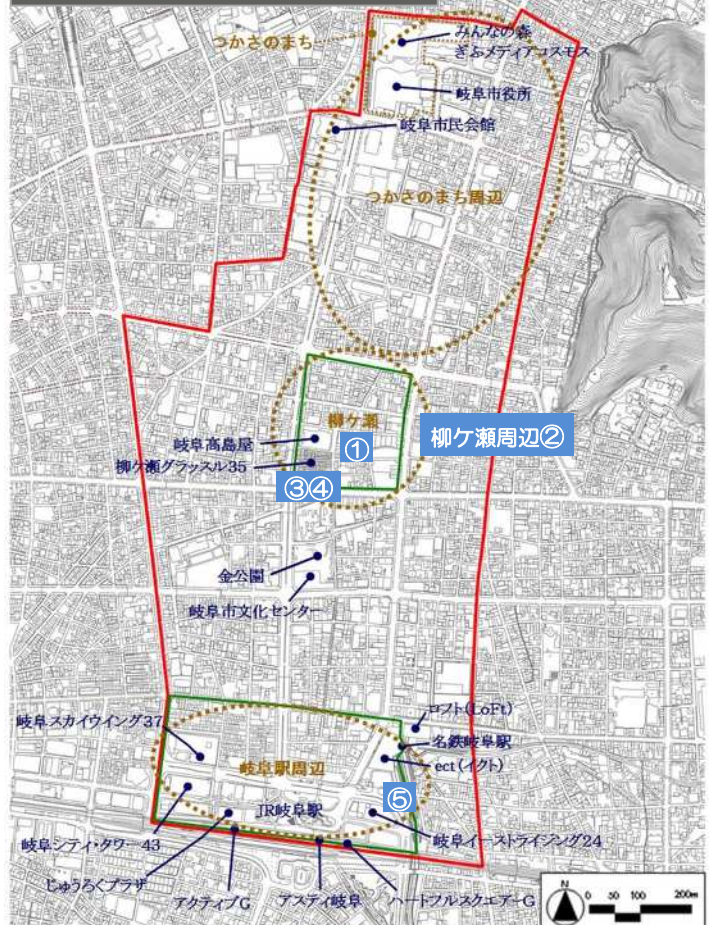 つかさのまち
みんなの森
ぎふメディアコスモス
岐阜市役所
岐阜市民会館
つかさのまち周辺
柳ケ瀬
岐阜髙島屋
①
柳ケ瀬周辺②
柳ケ瀬グラッスル35
③④
金公園
岐阜市文化センター
岐阜スカイウイング37
ロフト(LoFt)
名鉄岐阜駅
岐阜駅周辺
ect(イクト)
⑤
JR岐阜駅
岐阜シティ・タワー43
岐阜イーストライジング24
じゅうろくプラザ
アクティブG
アスティ岐阜
ハートフルスクエアーG
N
0 50 100 200m